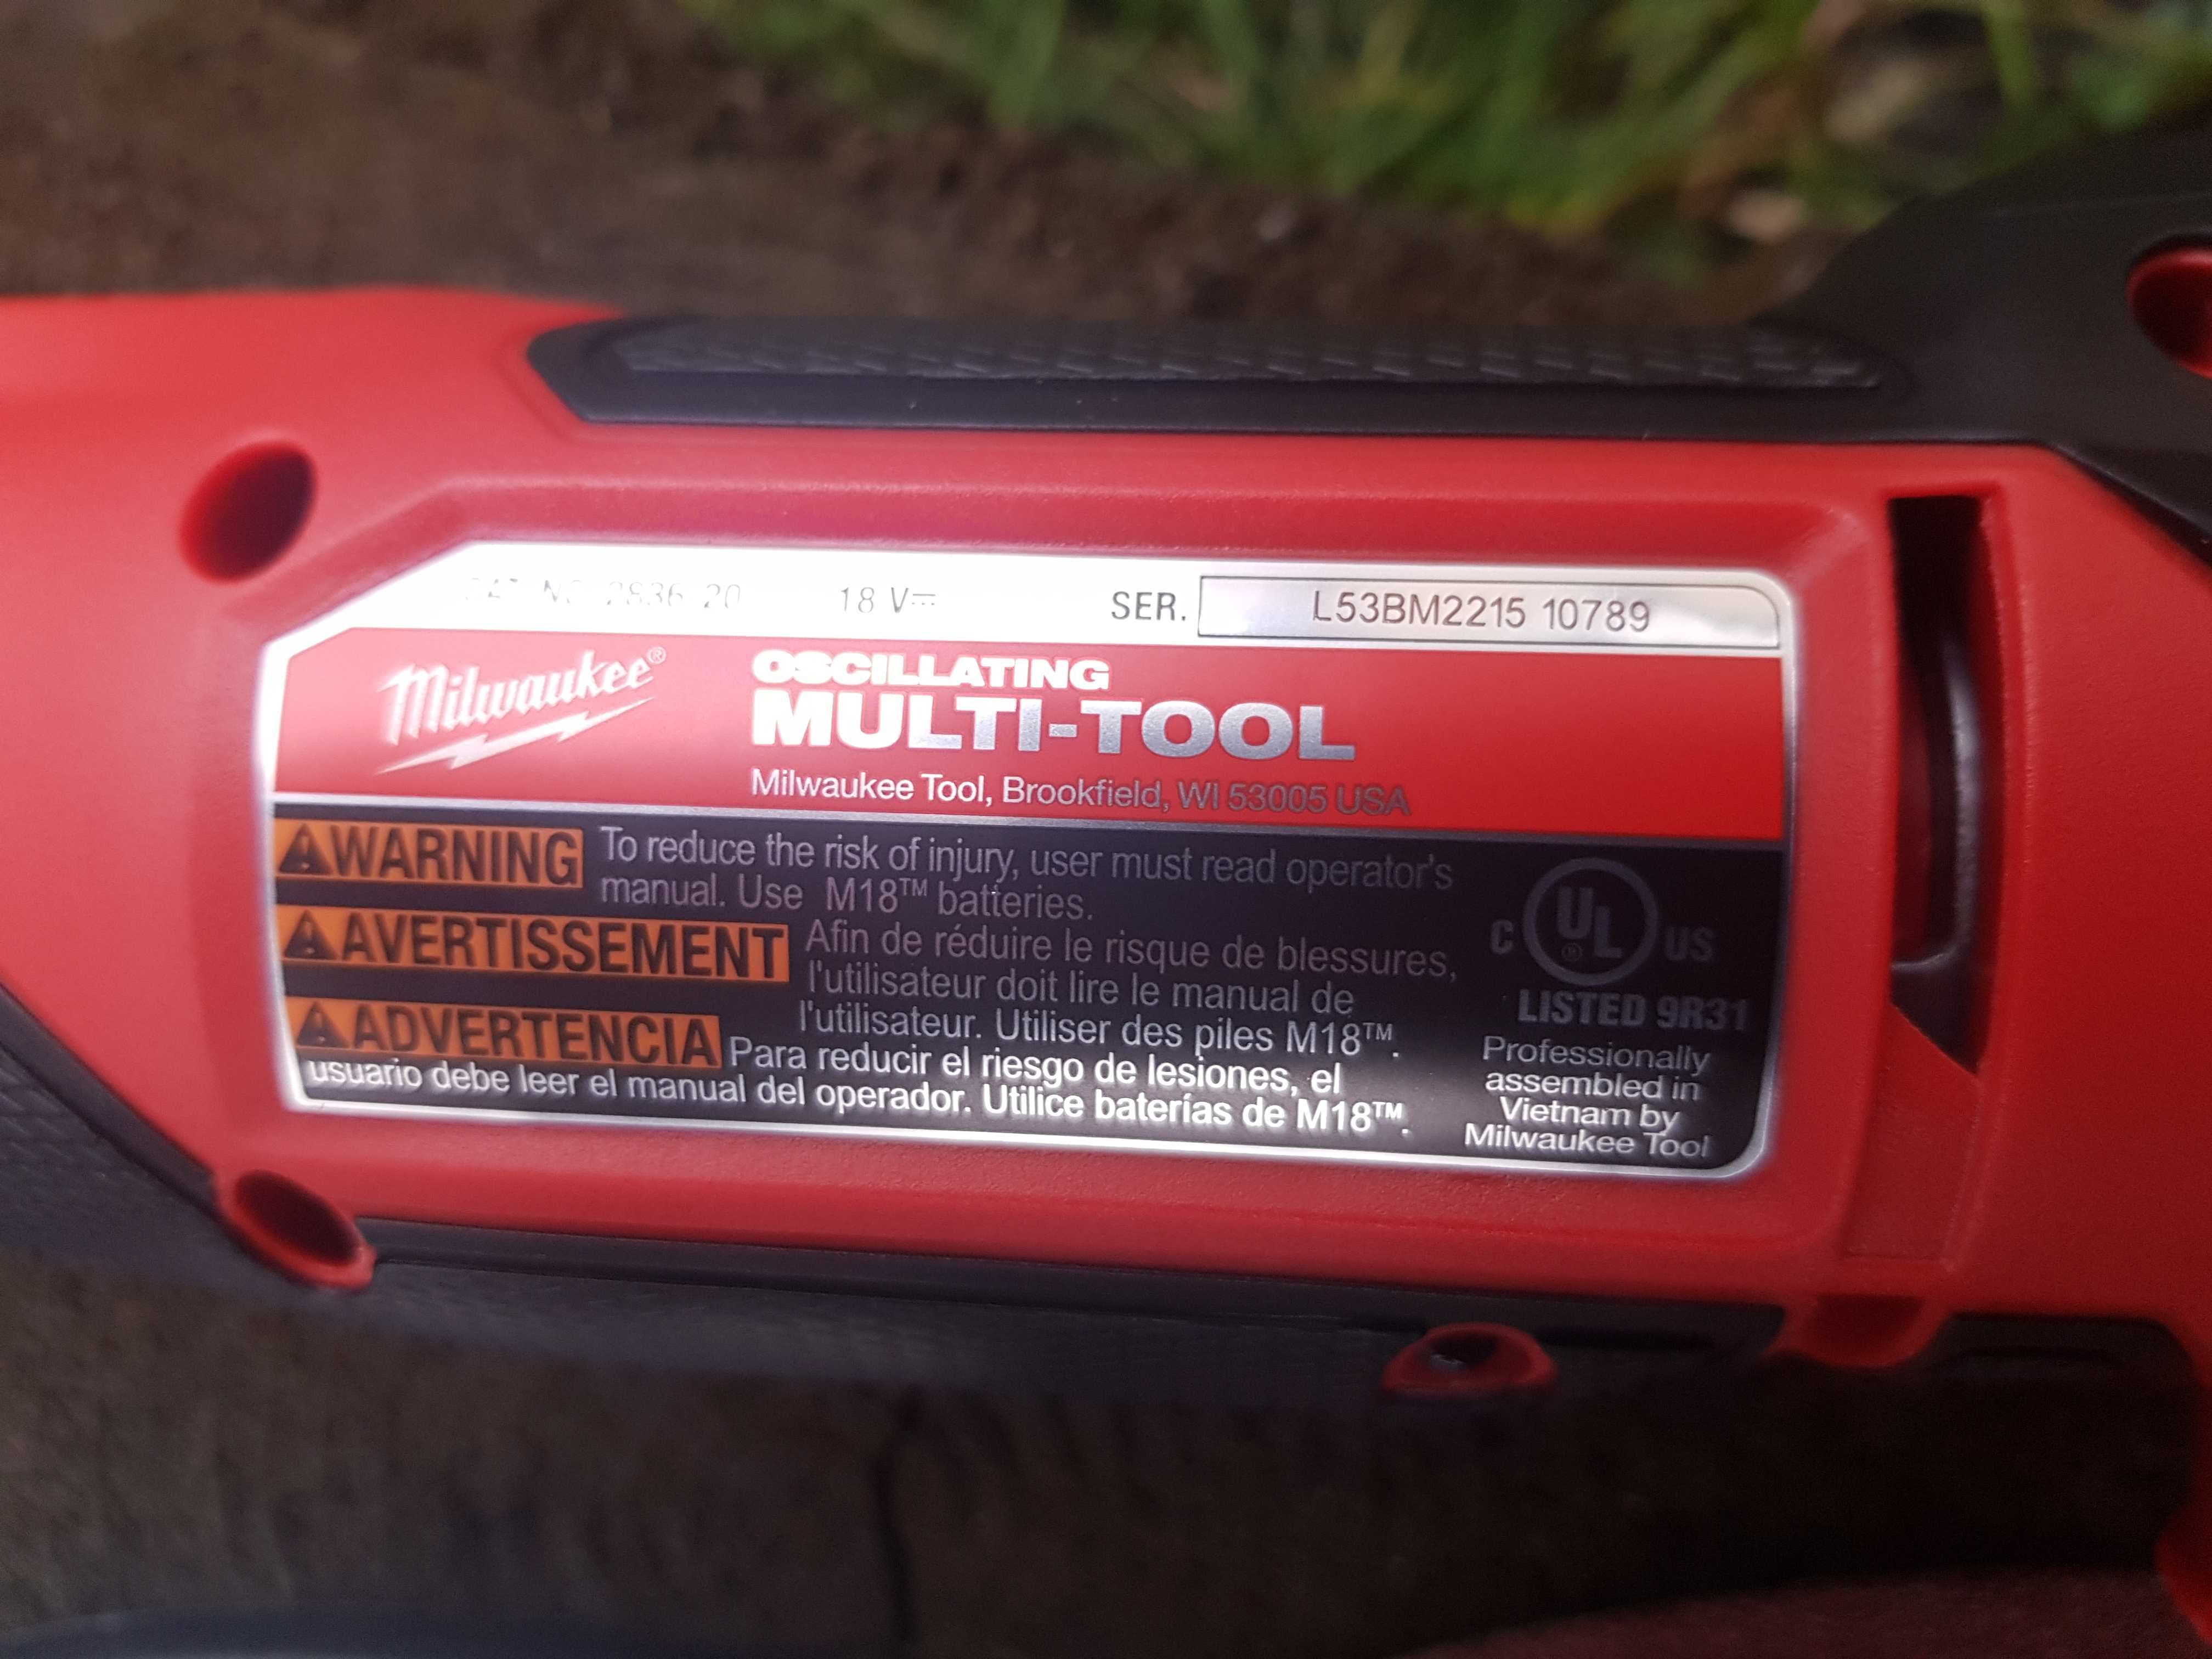 CAT. NO. 2836-20 18 V⎓ SER. L53BM2215 10789
Milwaukee®
OSCILLATING
MULTI-TOOL
Milwaukee Tool, Brookfield, WI 53005 USA
⚠WARNING To reduce the risk of injury, user must read operator's
manual. Use M18™ batteries.
⚠AVERTISSEMENT Afin de réduire le risque de blessures,
l'utilisateur doit lire le manual de
l'utilisateur. Utiliser des piles M18™.
⚠ADVERTENCIA Para reducir el riesgo de lesiones, el
usuario debe leer el manual del operador. Utilice baterías de M18™.
C UL® US
LISTED 9R31
Professionally
assembled in
Vietnam by
Milwaukee Tool